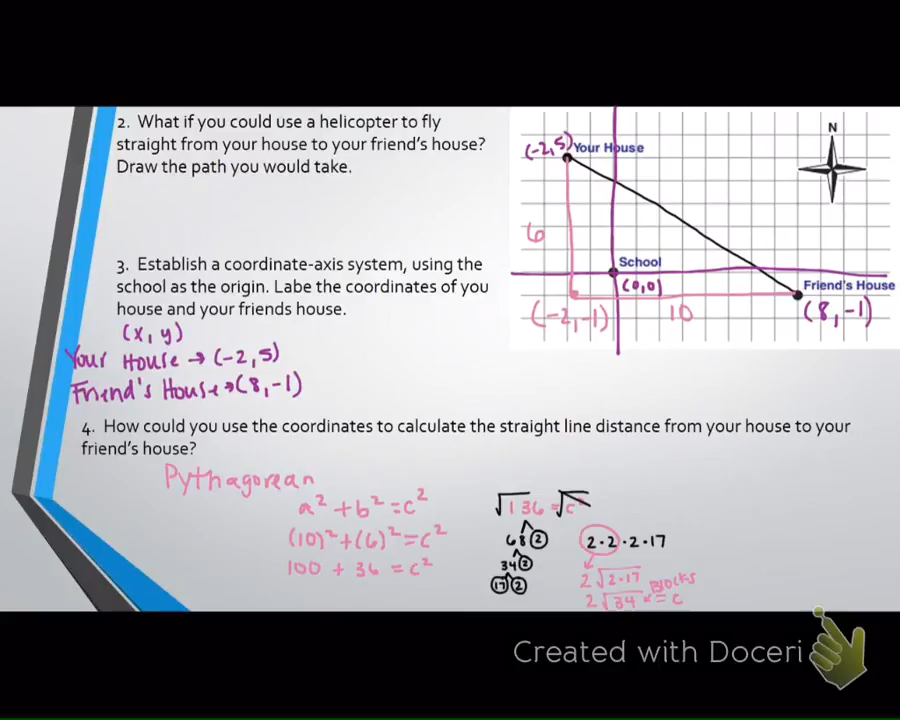 2. What if you could use a helicopter to fly
straight from your house to your friend's house?
Draw the path you would take.
3. Establish a coordinate-axis system, using the
school as the origin. Labe the coordinates of you
house and your friends house.
(x, y)
Your House → (-2, 5)
Friend's House → (8, -1)
N
(-2, 5) Your House
6
School
(0,0)
Friend's House
(-2, -1) 10 (8, -1)
4. How could you use the coordinates to calculate the straight line distance from your house to your
friend's house?
Pythagorean
a² + b² = c²
(10)² + (6)² = c²
100 + 36 = c²
√136 = √c²
68 2
34 2
17 2
2·2·2·17
2√2·17
2√34 = c
Blocks
Created with Doceri